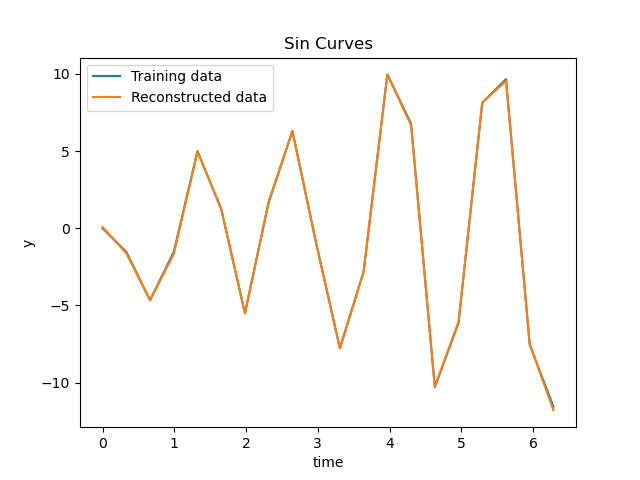 Sin Curves
Training data
Reconstructed data
10
5
0
−5
−10
y
0 1 2 3 4 5 6
time